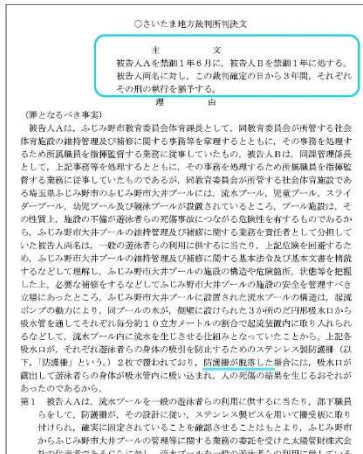 ○さいたま地方裁判所判決文
主　　文
被告人Aを禁錮1年6月に、被告人Bを禁錮1年に処する。
被告人両名に対し、この裁判確定の日から3年間、それぞれ
その刑の執行を猶予する。
理　　由
(罪となるべき事実)
被告人Aは、ふじみ野市教育委員会体育課長として、同教育委員会が所管する社会
体育施設の維持管理及び補修に関する事務等を掌理するとともに、その事務を処理す
るため所属職員を指揮監督する業務に従事していたもの、被告人Bは、同課管理係長
として、上記事務等を処理するとともに、その事務を処理するため所属職員を指揮監
督する業務に従事していたものであるが、同教育委員会が所管する社会体育施設であ
る埼玉県ふじみ野市のふじみ野市大井プールには、流水プール、児童プール、スライ
ダープール、幼児プール及び競泳プールが設置されているところ、プール施設は、そ
の性質上、施設の不備が遊泳者らの死傷事故につながる危険性を有するものであるか
ら、ふじみ野市大井プールの維持管理及び補修に関する業務を責任者として分担して
いた被告人両名は、一般の遊泳者らの利用に供するに当たり、上記危険を回避するた
め、ふじみ野市大井プールの維持管理及び補修に関する基本法令及び基本文書を精読
するなどして理解し、ふじみ野市大井プールの施設の構造や危険箇所、状態等を把握
した上、必要な補修をするなどしてふじみ野市大井プールの施設の安全を管理すべき
立場にあったところ、ふじみ野市大井プールに設置された流水プールの構造は、起流
ポンプの動力により、同プールの水が、側壁に設けられた3か所のだ円形吸水口から
吸水管を通してそれぞれ毎分約10立方メートルの割合で起流装置内に取り入れられ
るなどして、流水プール内に流水を生じさせる仕組みとなっていたことから、上記各
吸水口が、それぞれ遊泳者らの身体の吸引を防止するためのステンレス製防護柵(以
下、「防護柵」という。)2枚で覆われており、防護柵が脱落した場合には、吸水口が
露出して遊泳者らの身体が吸水管内に吸い込まれ、人の死傷の結果を生じるおそれが
あったのであるから、
第1　被告人Aは、流水プールを一般の遊泳者らの利用に供するに当たり、部下職員
らをして、防護柵が、その設計に従い、ステンレス製ビスを用いて柵受板に取り
付けられ、確実に固定されていることを確認させることはもとより、ふじみ野市
からふじみ野市大井プールの管理等に関する業務の委託を受けた太陽管財株式会